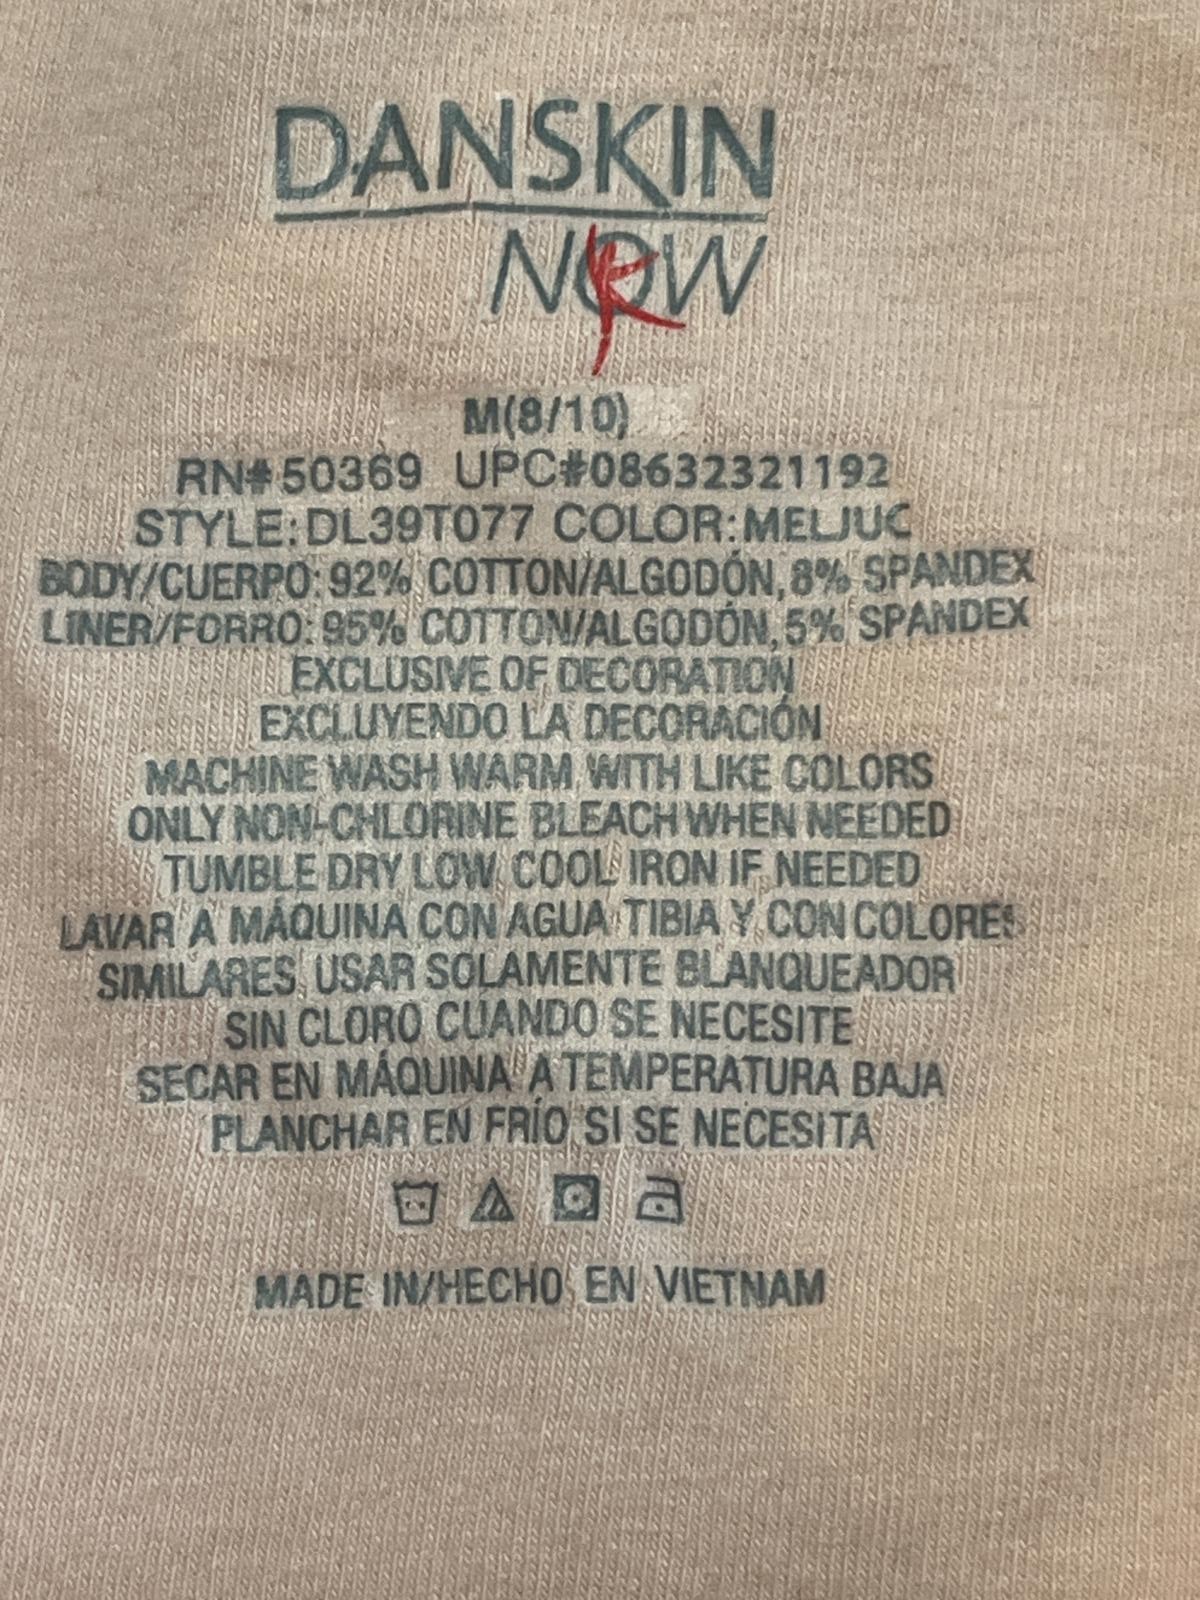 DANSKIN
NOW
K
M(8/10)
RN#50369 UPC#08632321192
STYLE:DL39T077 COLOR:MELJUC
BODY/CUERPO: 92% COTTON/ALGODÓN, 8% SPANDEX
LINER/FORRO: 95% COTTON/ALGODÓN, 5% SPANDEX
EXCLUSIVE OF DECORATION
EXCLUYENDO LA DECORACIÓN
MACHINE WASH WARM WITH LIKE COLORS
ONLY NON-CHLORINE BLEACH WHEN NEEDED
TUMBLE DRY LOW COOL IRON IF NEEDED
LAVAR A MÁQUINA CON AGUA TIBIA Y CON COLORES
SIMILARES USAR SOLAMENTE BLANQUEADOR
SIN CLORO CUANDO SE NECESITE
SECAR EN MÁQUINA A TEMPERATURA BAJA
PLANCHAR EN FRÍO SI SE NECESITA
MADE IN/HECHO EN VIETNAM